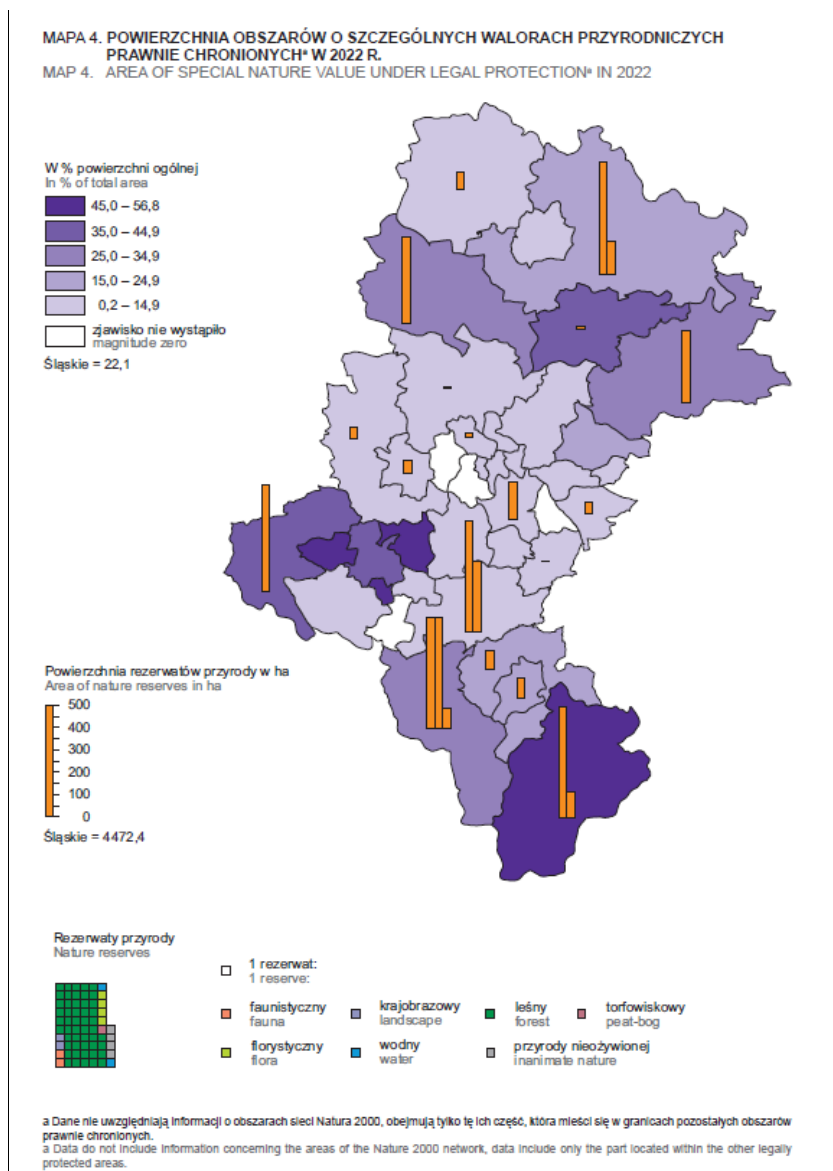 MAPA 4. POWIERZCHNIA OBSZARÓW O SZCZEGÓLNYCH WALORACH PRZYRODNICZYCH
PRAWNIE CHRONIONYCHª W 2022 R.
MAP 4. AREA OF SPECIAL NATURE VALUE UNDER LEGAL PROTECTIONª IN 2022
W % powierzchni ogólnej
In % of total area
45,0 – 56,8
35,0 – 44,9
25,0 – 34,9
15,0 – 24,9
0,2 – 14,9
zjawisko nie wystąpiło
magnitude zero
Śląskie = 22,1
Powierzchnia rezerwatów przyrody w ha
Area of nature reserves in ha
500
400
300
200
100
0
Śląskie = 4472,4
Rezerwaty przyrody
Nature reserves
1 rezerwat:
1 reserve:
faunistyczny krajobrazowy leśny torfowiskowy
fauna landscape forest peat-bog
florystyczny wodny przyrody nieożywionej
flora water inanimate nature
a Dane nie uwzględniają informacji o obszarach sieci Natura 2000, obejmują tylko tę ich część, która mieści się w granicach pozostałych obszarów
prawnie chronionych.
a Data do not include information concerning the areas of the Nature 2000 network, data include only the part located within the other legally
protected areas.